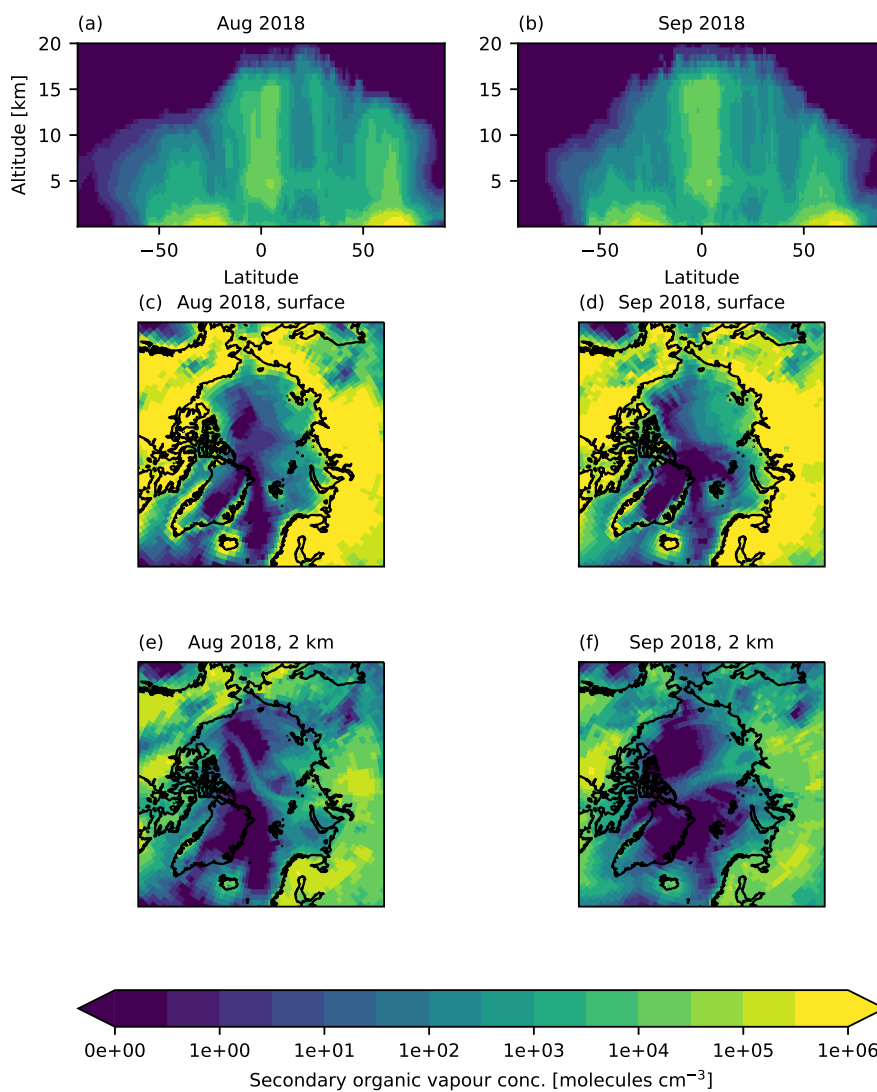 (a) Aug 2018
(b) Sep 2018
Altitude [km]
20
15
10
5
20
15
10
5
−50 0 50
−50 0 50
Latitude
Latitude
(c) Aug 2018, surface
(d) Sep 2018, surface
(e) Aug 2018, 2 km
(f) Sep 2018, 2 km
0e+00 1e+00 1e+01 1e+02 1e+03 1e+04 1e+05 1e+06
Secondary organic vapour conc. [molecules cm⁻³]